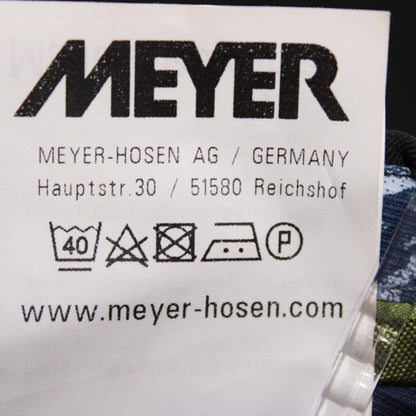 MEYER
MEYER-HOSEN AG / GERMANY
Hauptstr.30 / 51580 Reichshof
40 P
www.meyer-hosen.com